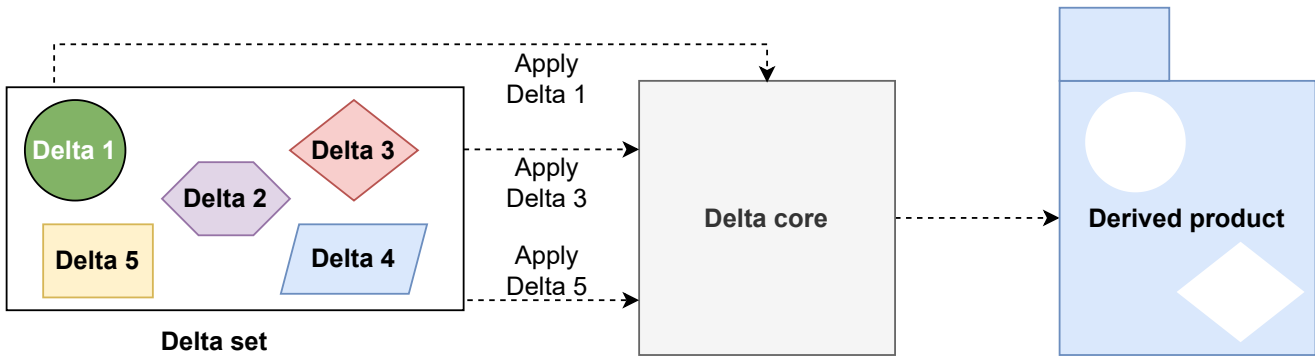 Apply
Delta 1
Delta 1
Delta 3
Delta 2
Delta 5
Delta 4
Delta set
Apply
Delta 3
Apply
Delta 5
Delta core
Derived product